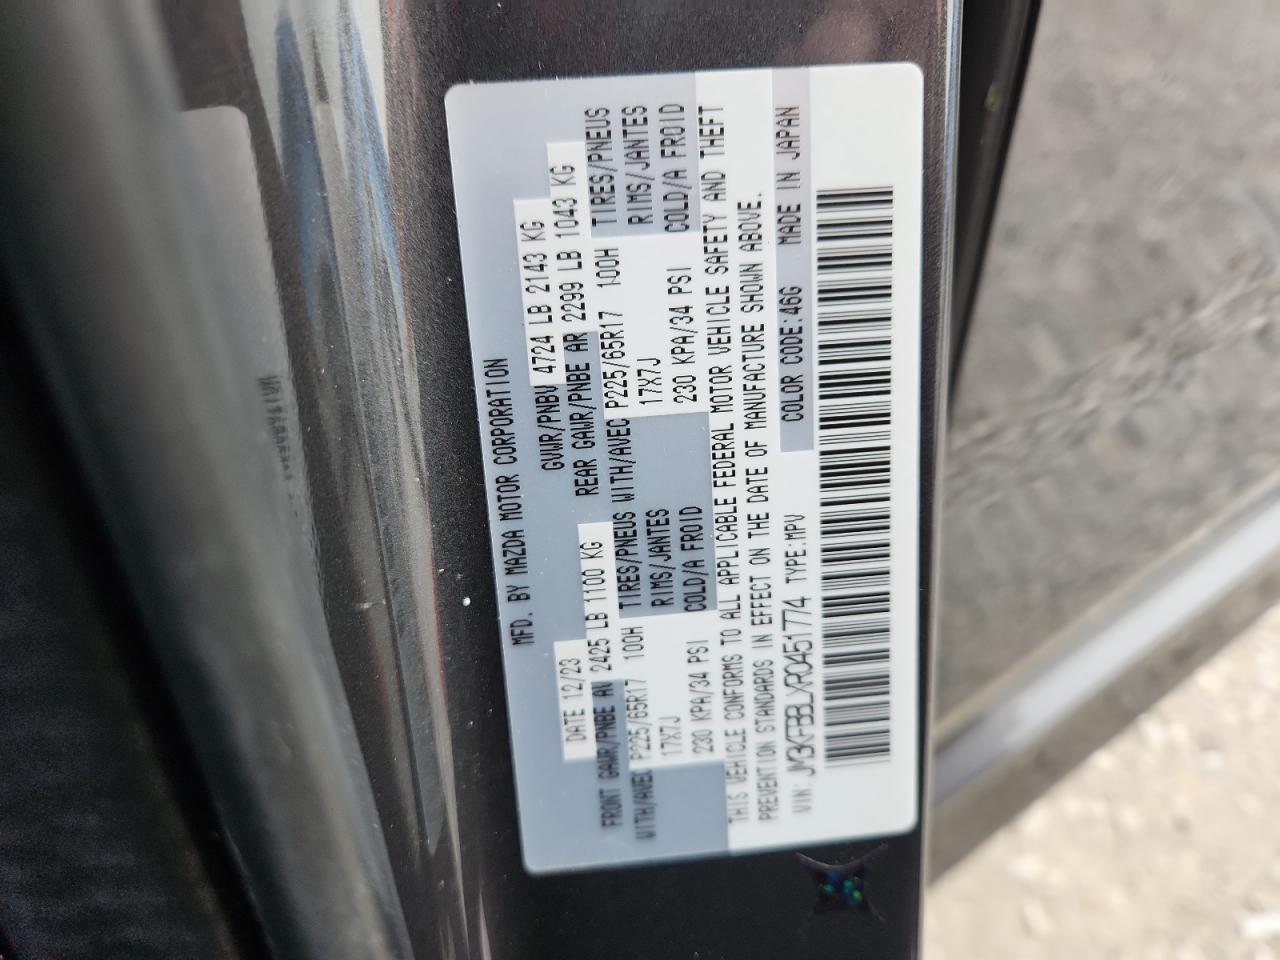 MFD. BY MAZDA MOTOR CORPORATION
DATE 12/23 GVWR/PNBV 4724 LB 2143 KG
FRONT GAWR/PNBE AV 2425 LB 1100 KG REAR GAWR/PNBE AR 2299 LB 1043 KG
WITH/AVEC P225/65R17 100H TIRES/PNEUS WITH/AVEC P225/65R17 100H TIRES/PNEUS
17X7J RIMS/JANTES 17X7J RIMS/JANTES
230 KPA/34 PSI COLD/A FROID 230 KPA/34 PSI COLD/A FROID
THIS VEHICLE CONFORMS TO ALL APPLICABLE FEDERAL MOTOR VEHICLE SAFETY AND THEFT
PREVENTION STANDARDS IN EFFECT ON THE DATE OF MANUFACTURE SHOWN ABOVE.
VIN: JM3KFBBLXR0451774 TYPE:MPV COLOR CODE:46G MADE IN JAPAN